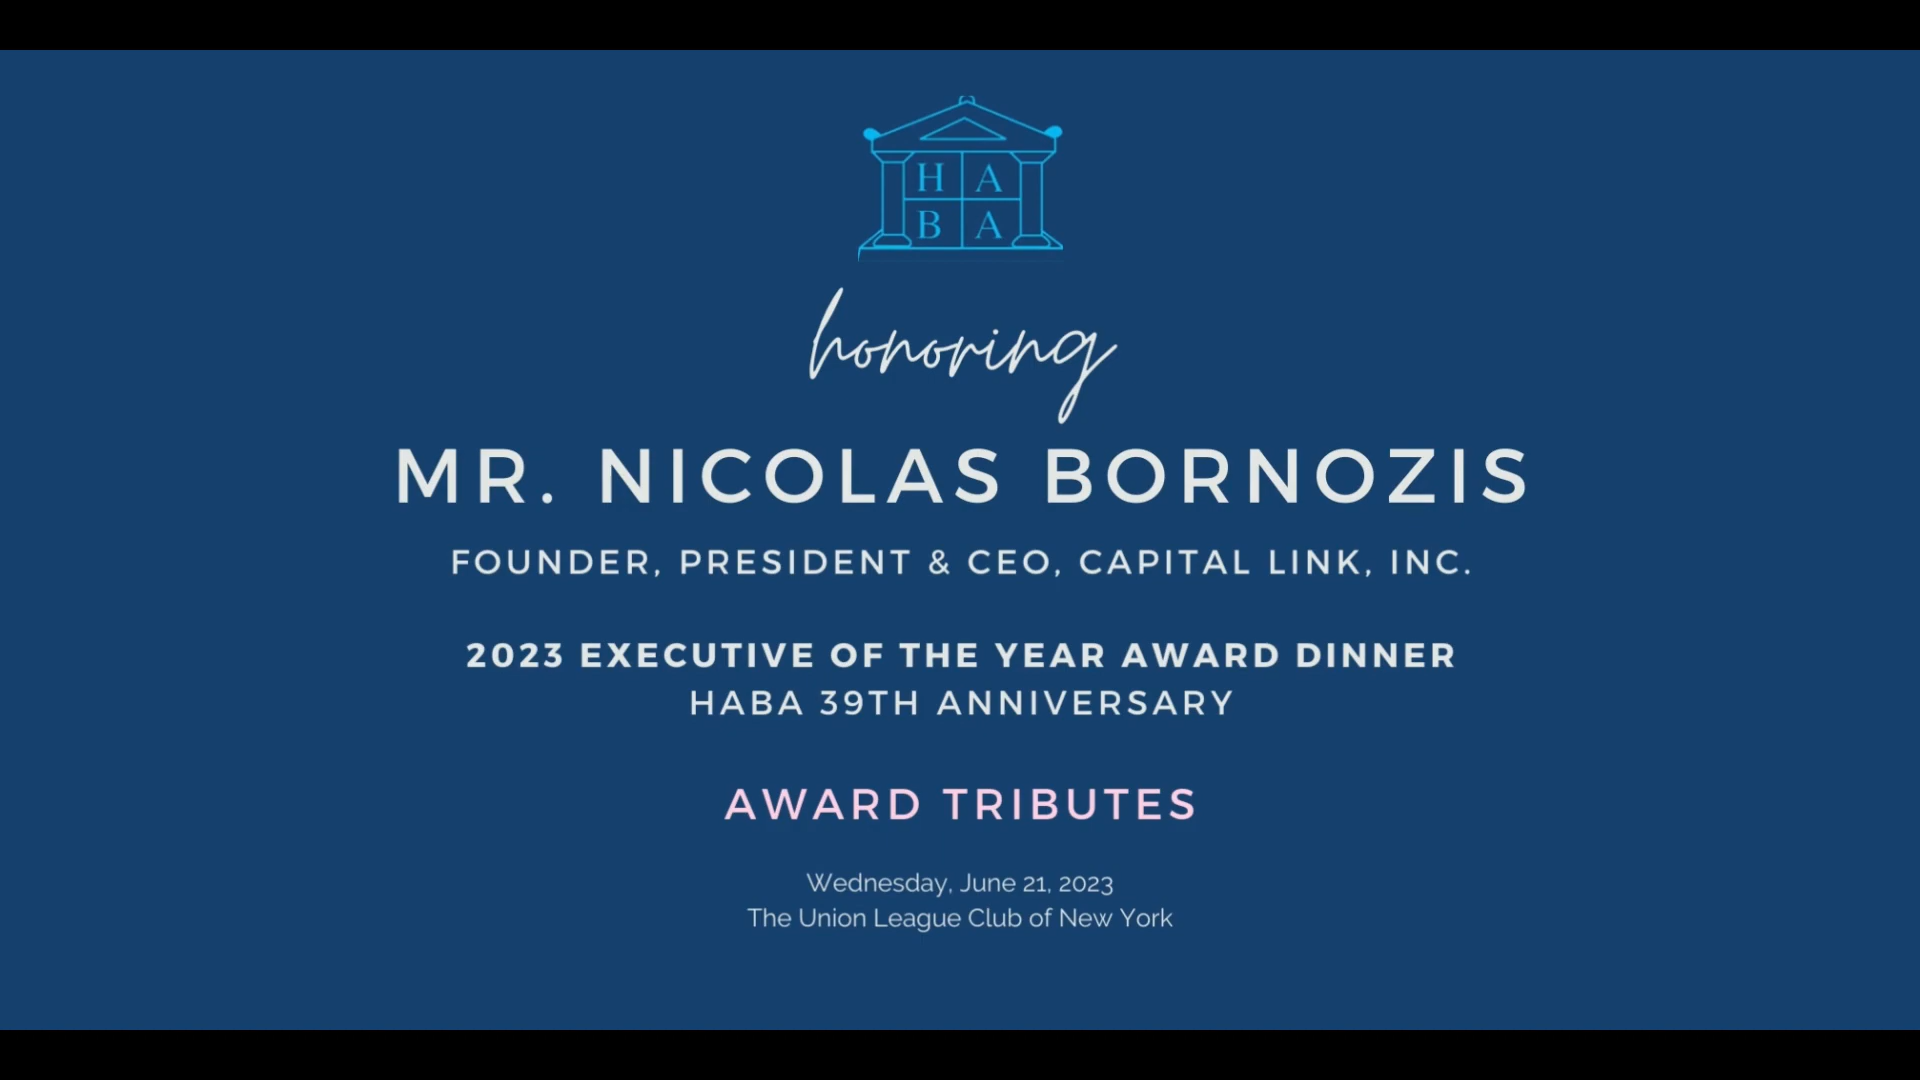 H A
B A
honoring
MR. NICOLAS BORNOZIS
FOUNDER, PRESIDENT & CEO, CAPITAL LINK, INC.
2023 EXECUTIVE OF THE YEAR AWARD DINNER
HABA 39TH ANNIVERSARY
AWARD TRIBUTES
Wednesday, June 21, 2023
The Union League Club of New York